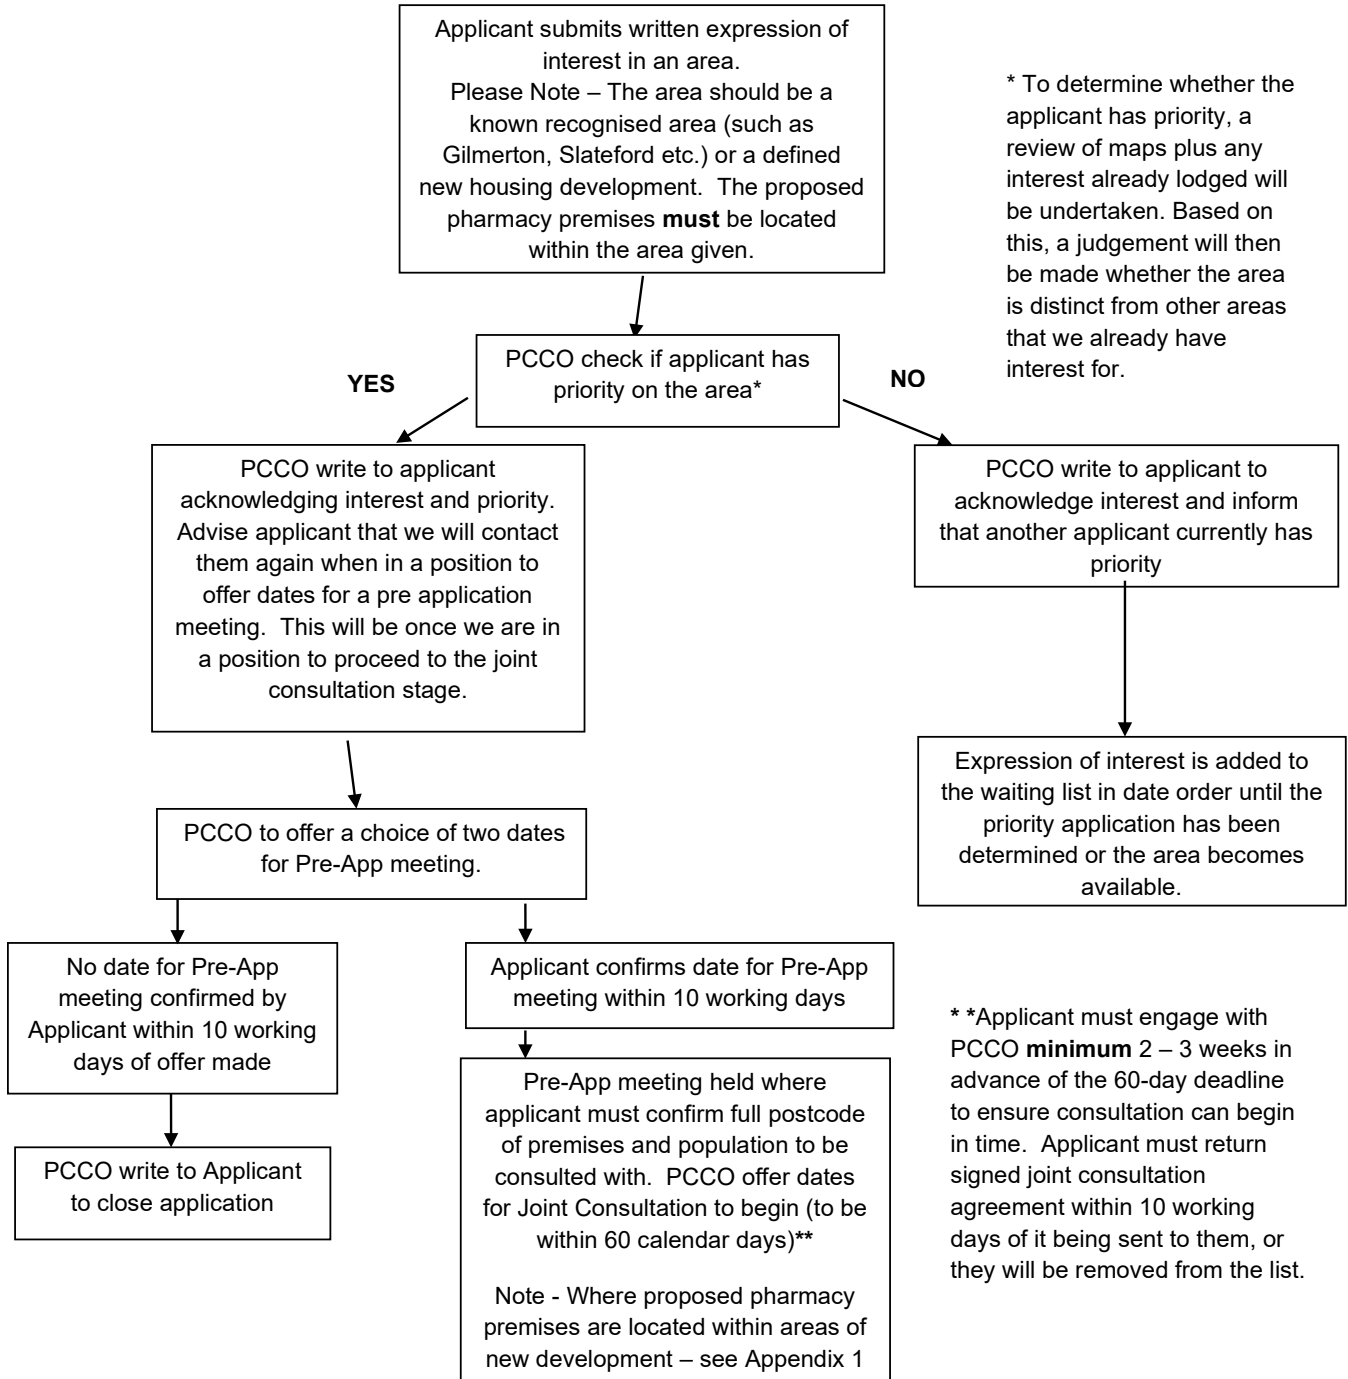 Applicant submits written expression of
interest in an area.
Please Note – The area should be a
known recognised area (such as
Gilmerton, Slateford etc.) or a defined
new housing development.  The proposed
pharmacy premises must be located
within the area given.
* To determine whether the
applicant has priority, a
review of maps plus any
interest already lodged will
be undertaken. Based on
this, a judgement will then
be made whether the area
is distinct from other areas
that we already have
interest for.
PCCO check if applicant has
priority on the area*
YES
NO
PCCO write to applicant
acknowledging interest and priority.
Advise applicant that we will contact
them again when in a position to
offer dates for a pre application
meeting.  This will be once we are in
a position to proceed to the joint
consultation stage.
PCCO write to applicant to
acknowledge interest and inform
that another applicant currently has
priority
Expression of interest is added to
the waiting list in date order until the
priority application has been
determined or the area becomes
available.
PCCO to offer a choice of two dates
for Pre-App meeting.
No date for Pre-App
meeting confirmed by
Applicant within 10 working
days of offer made
Applicant confirms date for Pre-App
meeting within 10 working days
PCCO write to Applicant
to close application
Pre-App meeting held where
applicant must confirm full postcode
of premises and population to be
consulted with.  PCCO offer dates
for Joint Consultation to begin (to be
within 60 calendar days)**
Note - Where proposed pharmacy
premises are located within areas of
new development – see Appendix 1
* *Applicant must engage with
PCCO minimum 2 – 3 weeks in
advance of the 60-day deadline
to ensure consultation can begin
in time.  Applicant must return
signed joint consultation
agreement within 10 working
days of it being sent to them, or
they will be removed from the list.